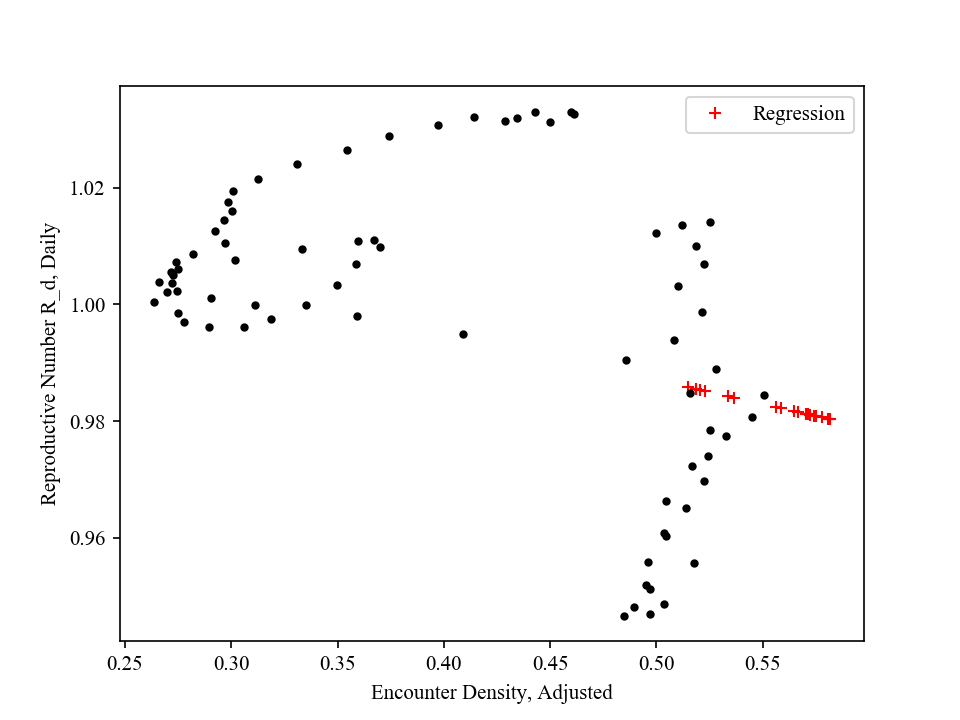 Regression
1.02
1.00
0.98
0.96
Reproductive Number R_d, Daily
0.25 0.30 0.35 0.40 0.45 0.50 0.55
Encounter Density, Adjusted